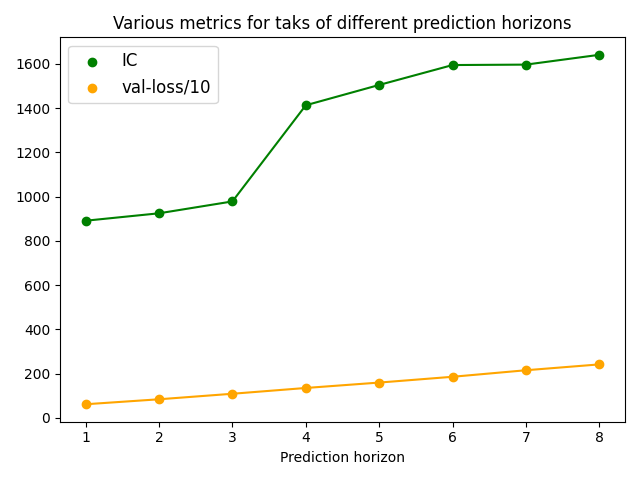 Various metrics for taks of different prediction horizons
IC
val-loss/10
1600
1400
1200
1000
800
600
400
200
0
1 2 3 4 5 6 7 8
Prediction horizon